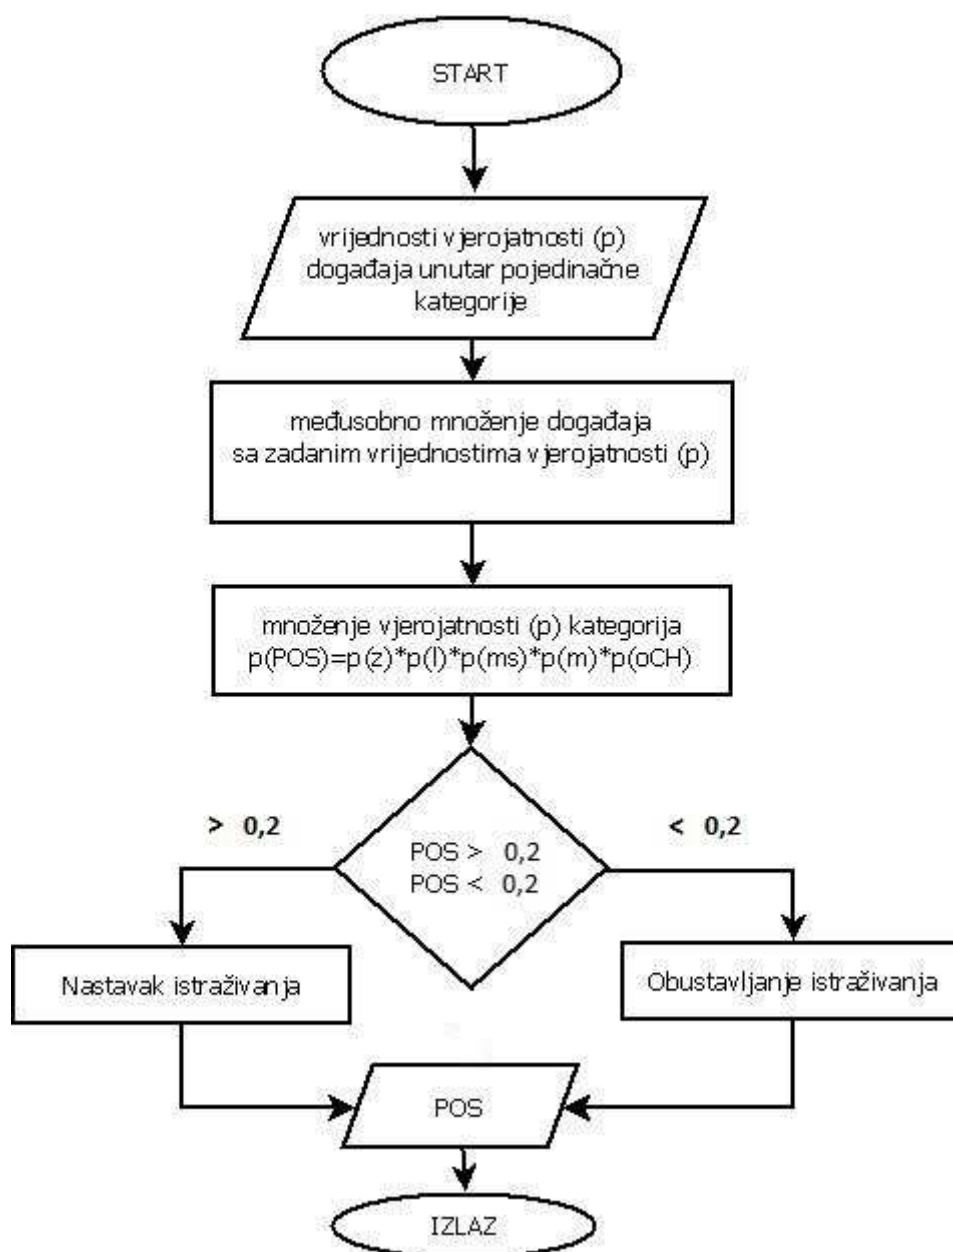 START
vrijednosti vjerojatnosti (p)
događaja unutar pojedinačne
kategorije
međusobno množenje događaja
sa zadanim vrijednostima vjerojatnosti (p)
množenje vjerojatnosti (p) kategorija
p(POS)=p(z)*p(l)*p(ms)*p(m)*p(oCH)
> 0,2
< 0,2
POS > 0,2
POS < 0,2
Nastavak istraživanja
Obustavljanje istraživanja
POS
IZLAZ